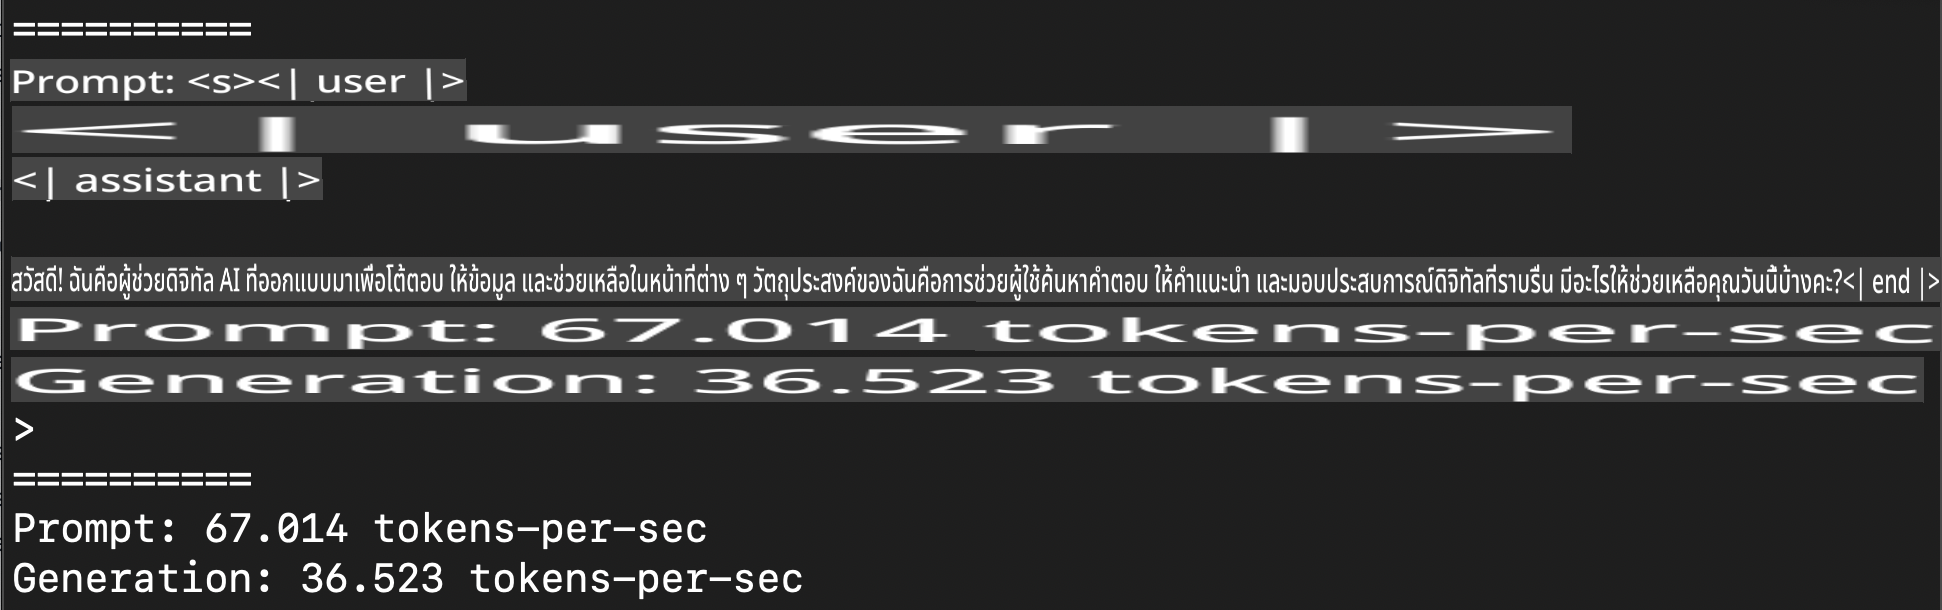 ==========
Prompt: <s><| user |>
<| user |>
<| assistant |>
สวัสดี! ฉันคือผู้ช่วยดิจิทัล AI ที่ออกแบบมาเพื่อโต้ตอบ ให้ข้อมูล และช่วยเหลือในหน้าที่ต่าง ๆ วัตถุประสงค์ของฉันคือการช่วยผู้ใช้ค้นหาคำตอบ ให้คำแนะนำ และมอบประสบการณ์ดิจิทัลที่ราบรื่น มีอะไรให้ช่วยเหลือคุณวันนี้บ้างคะ?<| end |>
Prompt: 67.014 tokens-per-sec
Generation: 36.523 tokens-per-sec
>
==========
Prompt: 67.014 tokens-per-sec
Generation: 36.523 tokens-per-sec